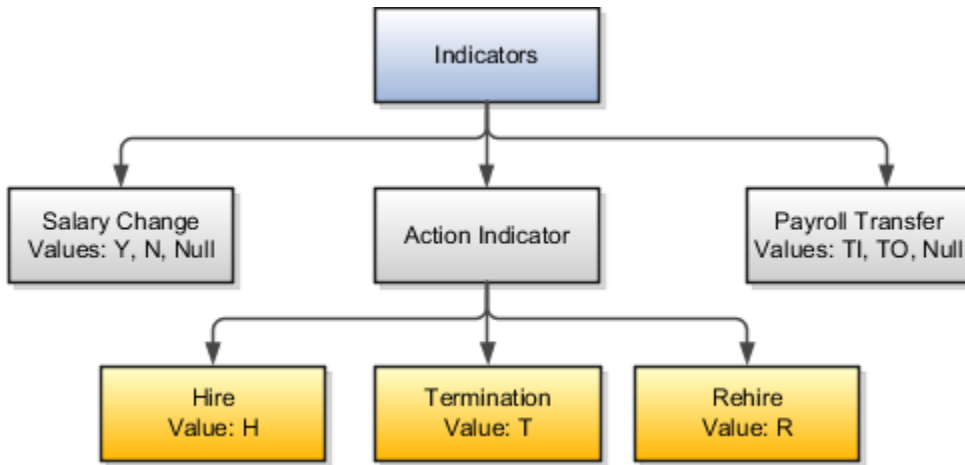 Indicators
Salary Change
Values: Y, N, Null
Action Indicator
Payroll Transfer
Values: TI, TO, Null
Hire
Value: H
Termination
Value: T
Rehire
Value: R